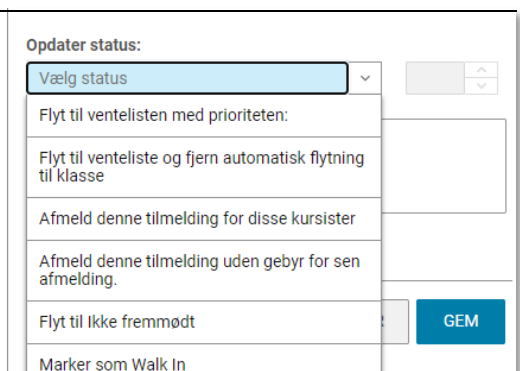 Opdater status:
Vælg status
Flyt til ventelisten med prioriteten:
Flyt til venteliste og fjern automatisk flytning
til klasse
Afmeld denne tilmelding for disse kursister
Afmeld denne tilmelding uden gebyr for sen
afmelding.
Flyt til Ikke fremmødt
GEM
Marker som Walk In